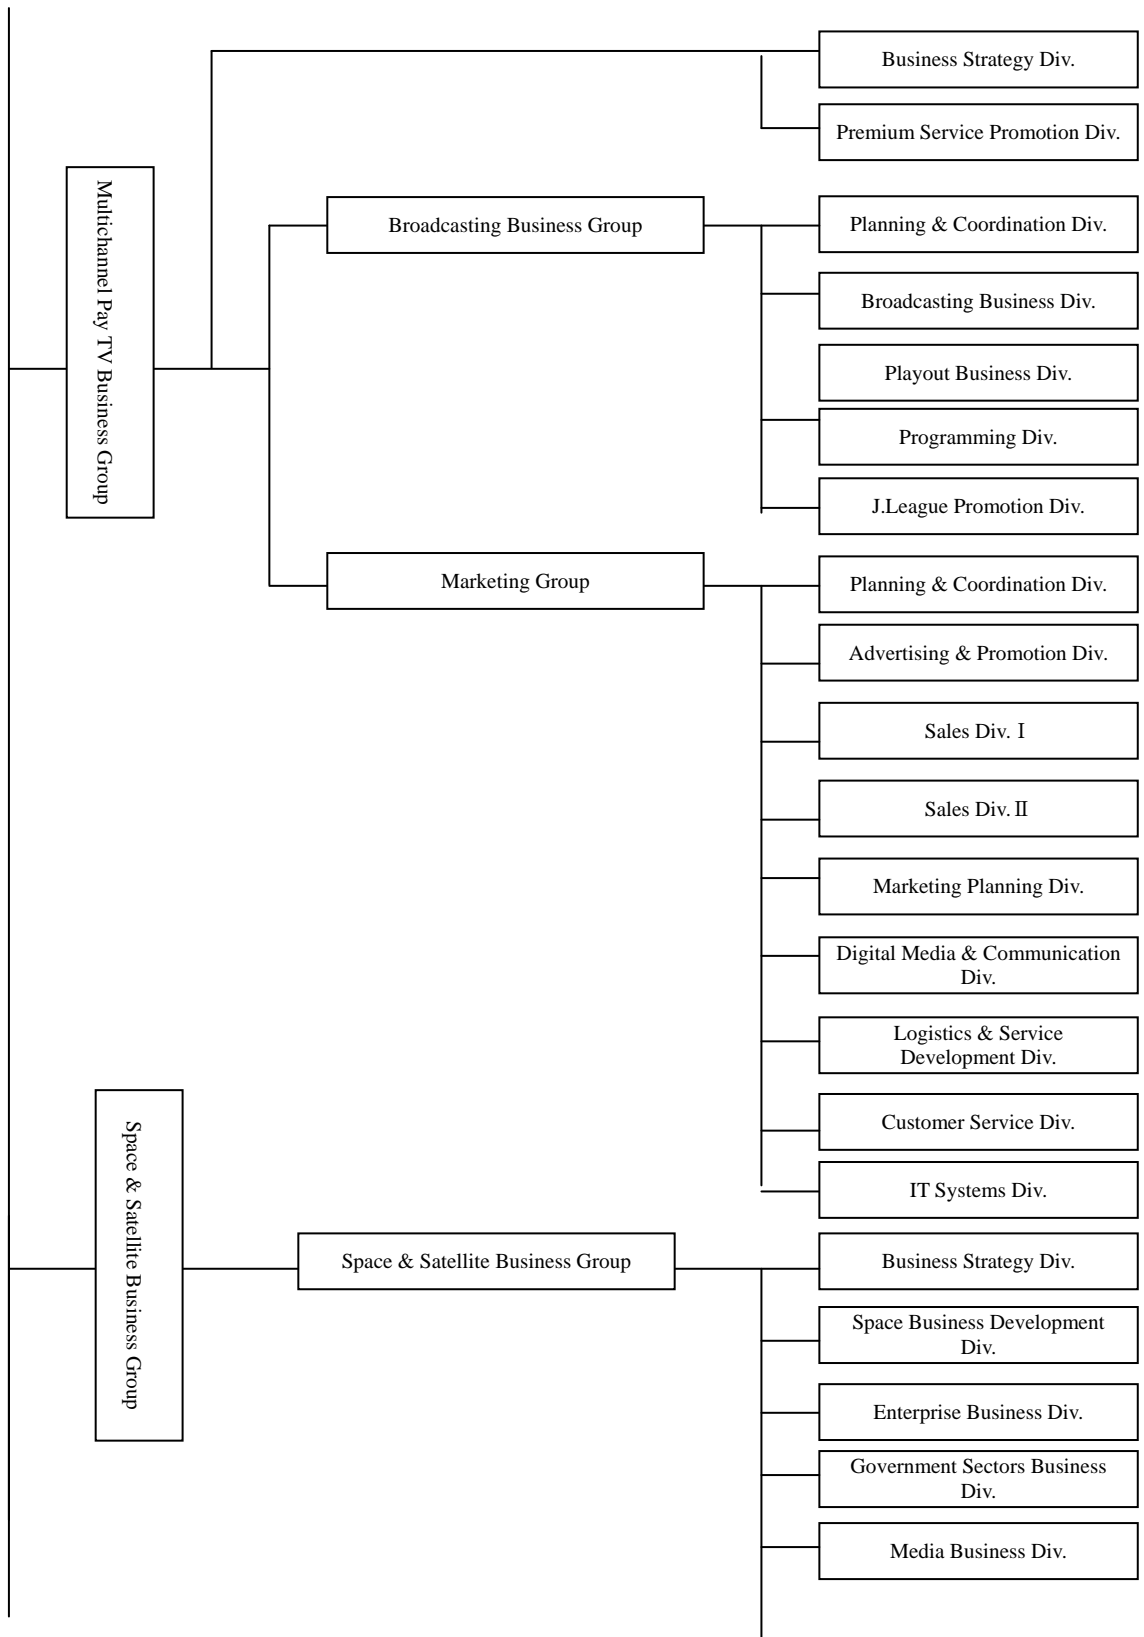 Business Strategy Div.
Premium Service Promotion Div.
Multichannel Pay TV Business Group
Broadcasting Business Group
Planning & Coordination Div.
Broadcasting Business Div.
Playout Business Div.
Programming Div.
J.League Promotion Div.
Marketing Group
Planning & Coordination Div.
Advertising & Promotion Div.
Sales Div. Ⅰ
Sales Div. Ⅱ
Marketing Planning Div.
Digital Media & Communication
Div.
Logistics & Service
Development Div.
Customer Service Div.
IT Systems Div.
Space & Satellite Business Group
Space & Satellite Business Group
Business Strategy Div.
Space Business Development
Div.
Enterprise Business Div.
Government Sectors Business
Div.
Media Business Div.